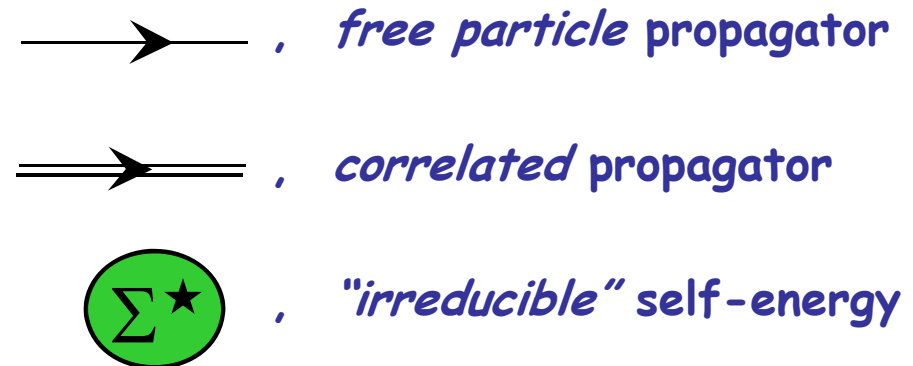 , free particle propagator
, correlated propagator
Σ★ , “irreducible” self-energy